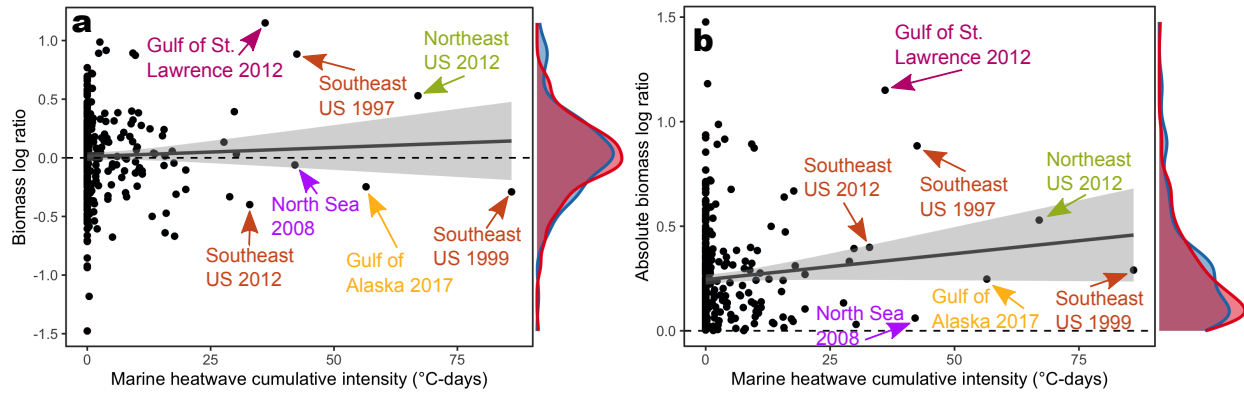 a
Biomass log ratio
1.0
0.5
0.0
-0.5
-1.0
-1.5
Gulf of St.
Lawrence 2012
Southeast
US 1997
Northeast
US 2012
North Sea
2008
Southeast
US 2012
Gulf of
Alaska 2017
Southeast
US 1999
0
25
50
75
Marine heatwave cumulative intensity (°C-days)
b
Absolute biomass log ratio
1.5
1.0
0.5
0.0
Gulf of St.
Lawrence 2012
Southeast
US 2012
Southeast
US 1997
Northeast
US 2012
North Sea
2008
Gulf of
Alaska 2017
Southeast
US 1999
0
25
50
75
Marine heatwave cumulative intensity (°C-days)